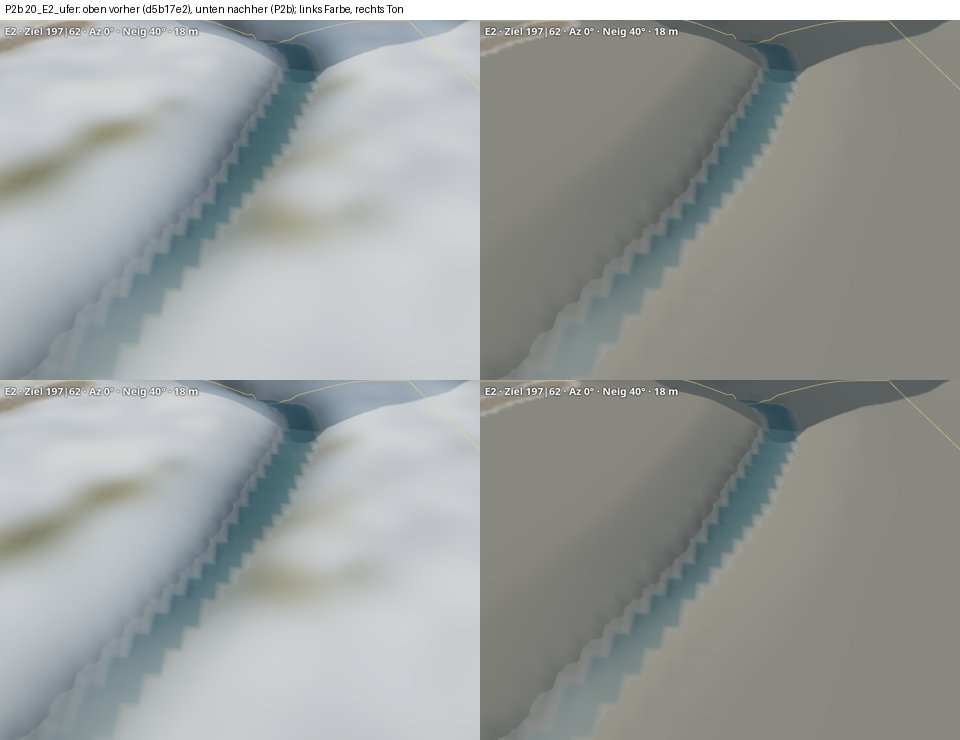 P2b 20_E2_ufer: oben vorher (d5b17e2), unten nachher (P2b); links Farbe, rechts Ton
E2 · Ziel 197|62 · Az 0° · Neig 40° · 18 m
E2 · Ziel 197|62 · Az 0° · Neig 40° · 18 m
E2 · Ziel 197|62 · Az 0° · Neig 40° · 18 m
E2 · Ziel 197|62 · Az 0° · Neig 40° · 18 m